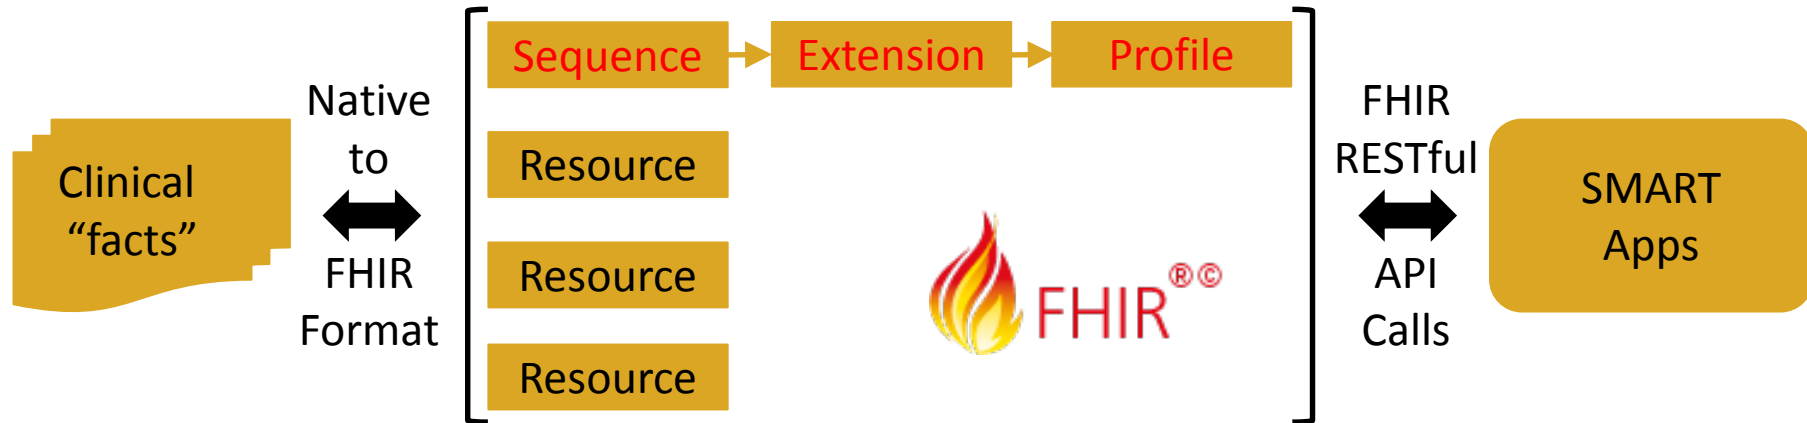 Clinical
“facts”
Native
to
FHIR
Format
Sequence
Extension
Profile
Resource
Resource
Resource
FHIR®©
FHIR
RESTful
API
Calls
SMART
Apps